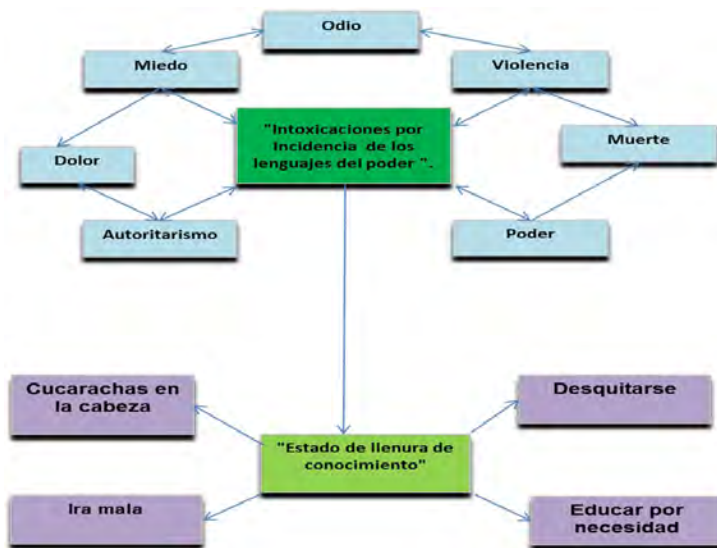 Odio
Miedo
Violencia
"Intoxicaciones por
Incidencia de los
lenguajes del poder ".
Muerte
Dolor
Autoritarismo
Poder
Cucarachas en
la cabeza
Desquitarse
"Estado de llenura de
conocimiento"
Ira mala
Educar por
necesidad